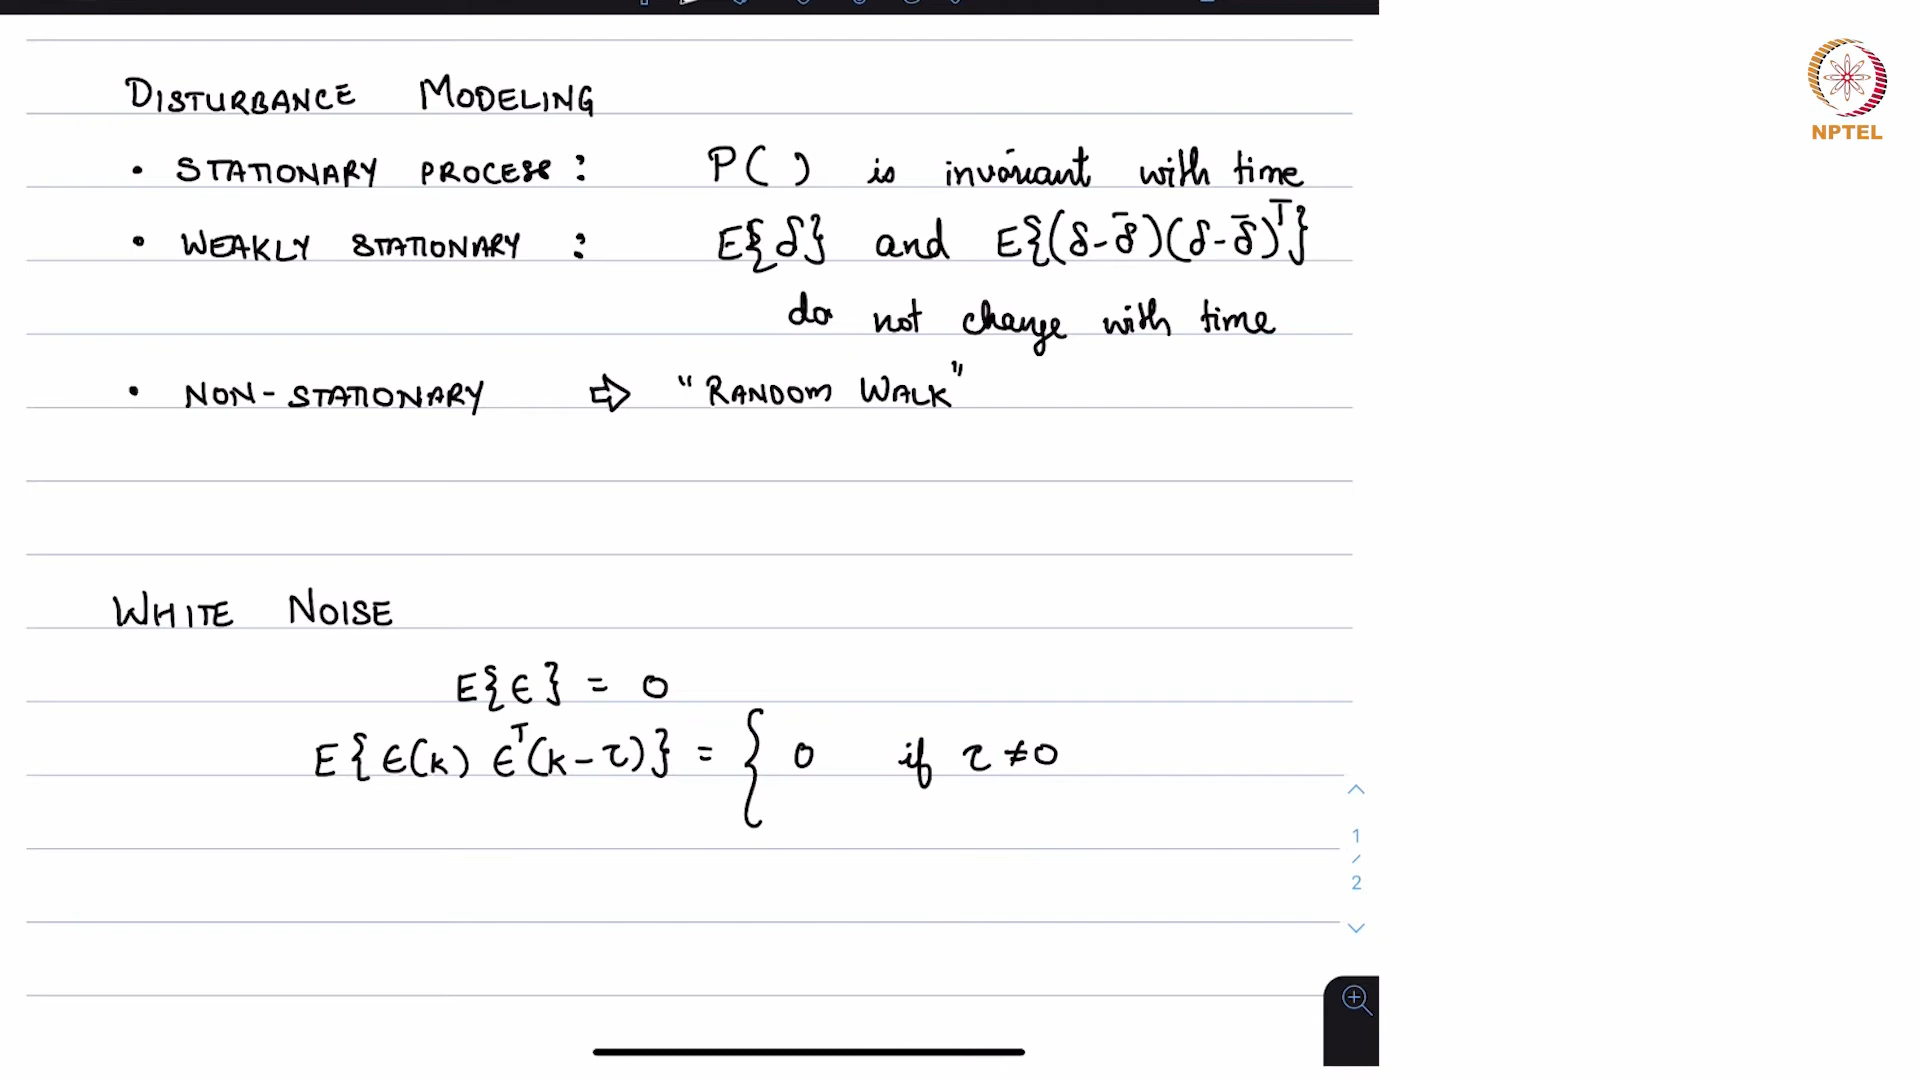 DISTURBANCE MODELING
• STATIONARY PROCESS : P( ) is invariant with time
• WEAKLY STATIONARY : E{δ} and E{(δ-δ̄)(δ-δ̄)ᵀ}
do not change with time
• NON-STATIONARY ⇨ "RANDOM WALK"
WHITE NOISE
E{ϵ} = 0
E{ϵ(k) ϵᵀ(k-τ)} = { 0 if τ≠0
1
/
2
NPTEL